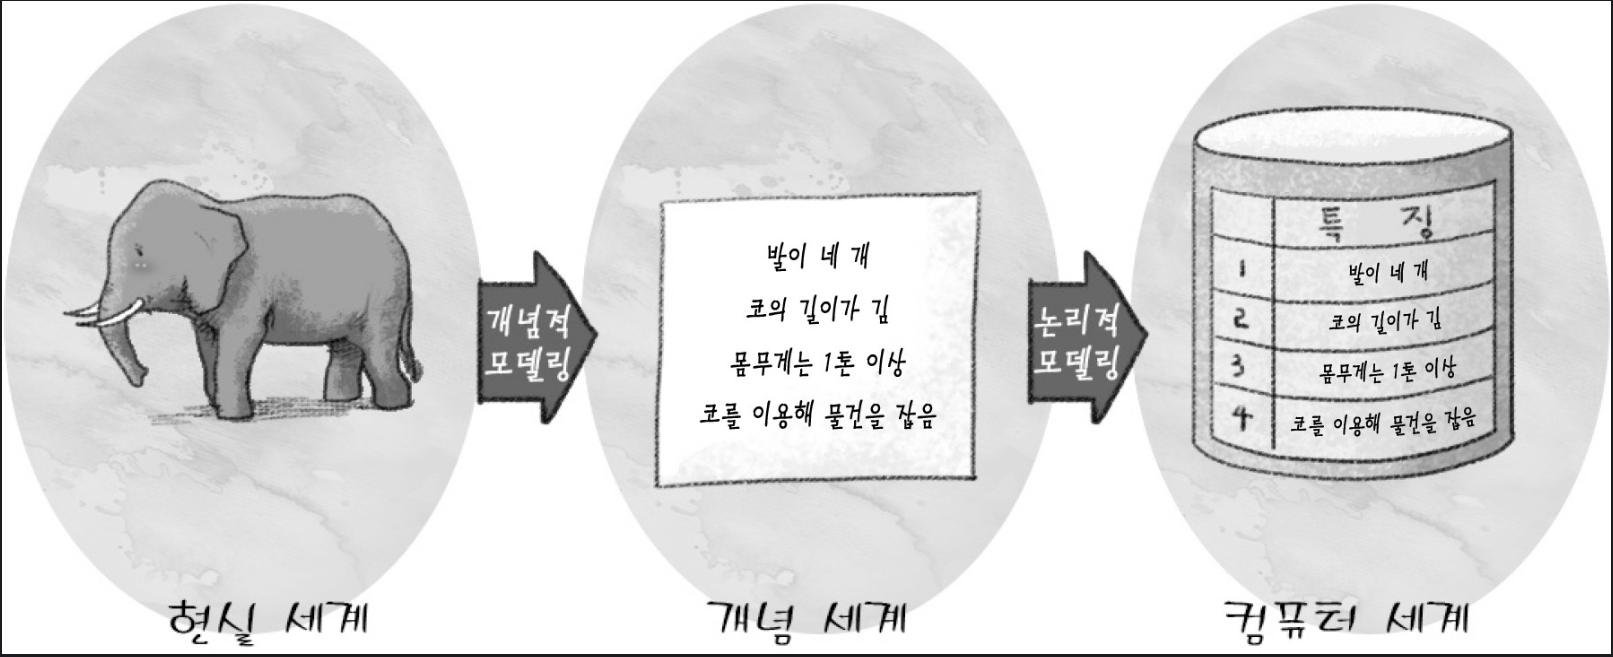 발이 네 개
코의 길이가 김
몸무게는 1톤 이상
코를 이용해 물건을 잡음
개념적
모델링
논리적
모델링
특 징
1 발이 네 개
2 코의 길이가 김
3 몸무게는 1톤 이상
4 코를 이용해 물건을 잡음
현실 세계
개념 세계
컴퓨터 세계